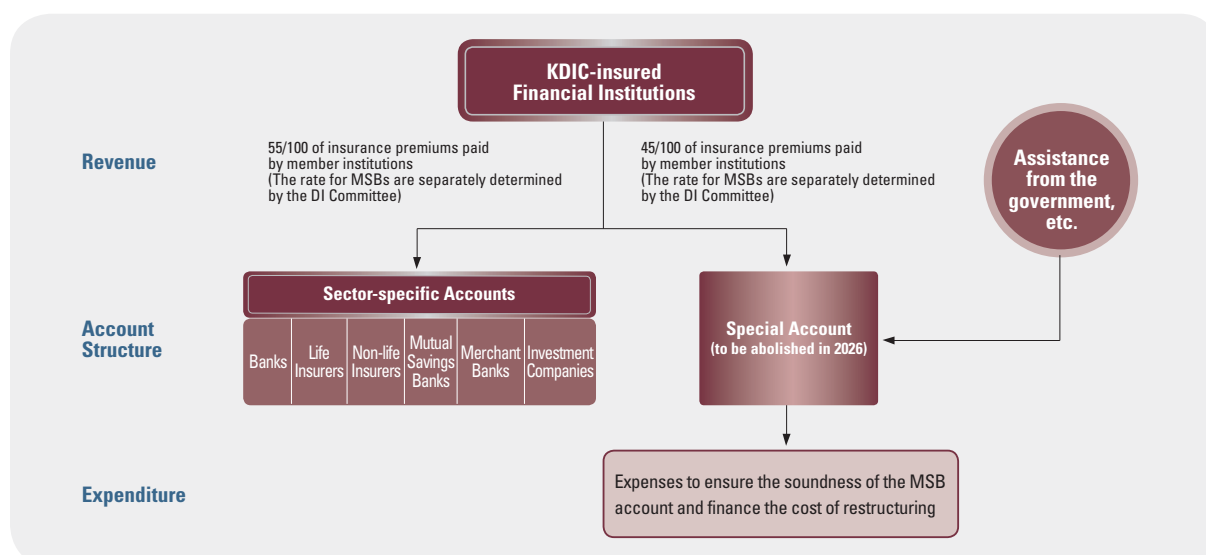 KDIC-insured
Financial Institutions
Revenue
55/100 of insurance premiums paid
by member institutions
(The rate for MSBs are separately determined
by the DI Committee)
45/100 of insurance premiums paid
by member institutions
(The rate for MSBs are separately determined
by the DI Committee)
Assistance
from the
government,
etc.
Account
Structure
Sector-specific Accounts
Banks
Life
Insurers
Non-life
Insurers
Mutual
Savings
Banks
Merchant
Banks
Investment
Companies
Special Account
(to be abolished in 2026)
Expenditure
Expenses to ensure the soundness of the MSB
account and finance the cost of restructuring